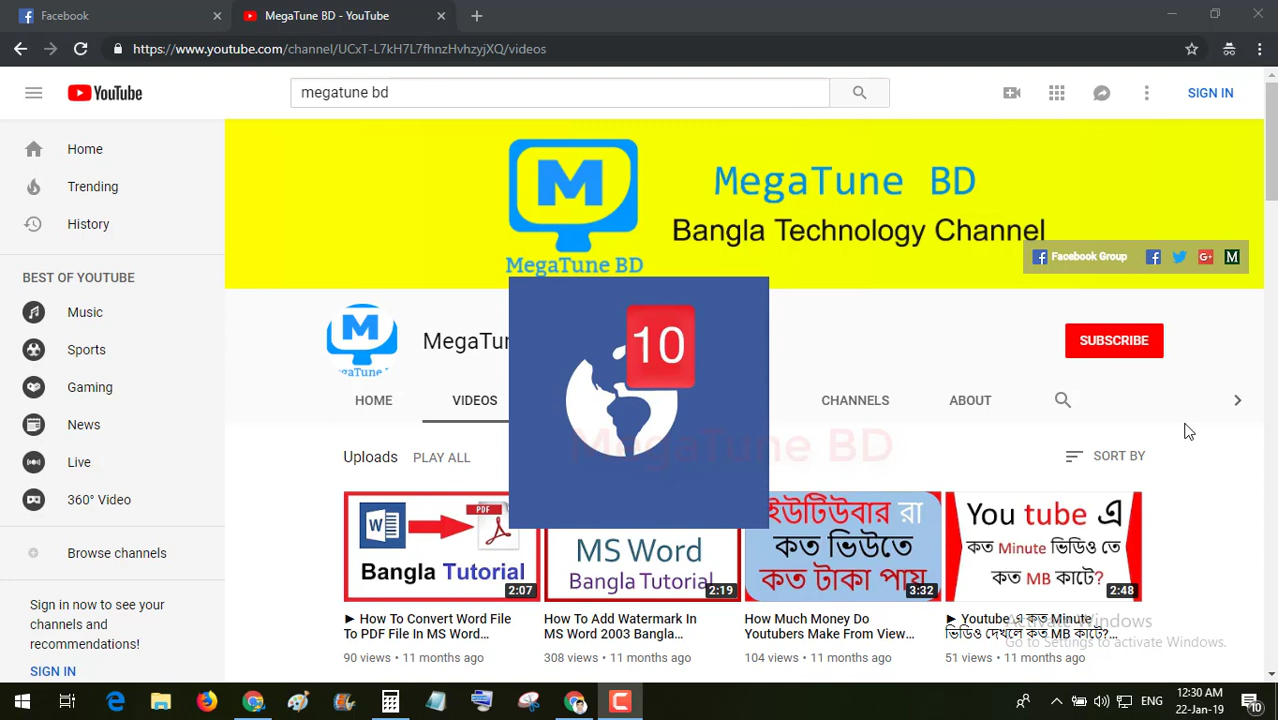 Facebook
MegaTune BD - YouTube
https://www.youtube.com/channel/UCxT-L7kH7L7fhnzHvhzyjXQ/videos
YouTube
megatune bd
SIGN IN
Home
Trending
History
BEST OF YOUTUBE
Music
Sports
Gaming
News
Live
360° Video
Browse channels
Sign in now to see your
channels and
recommendations!
SIGN IN
M
MegaTune BD
MegaTune BD
Bangla Technology Channel
Facebook Group
M
M
MegaTu
SUBSCRIBE
10
HOME
VIDEOS
CHANNELS
ABOUT
MegaTune BD
Uploads
PLAY ALL
SORT BY
W
PDF
Bangla Tutorial
2:07
MS Word
Bangla Tutorial
2:19
ইউটিউবার রা
কত ভিউতে
কত টাকা পায়
3:32
You tube এ
কত Minute ভিডিও তে
কত MB কাটে?
2:48
► How To Convert Word File
To PDF File In MS Word...
90 views • 11 months ago
How To Add Watermark In
MS Word 2003 Bangla...
308 views • 11 months ago
How Much Money Do
Youtubers Make From View...
104 views • 11 months ago
► Youtube এ কত Minute
ভিডিও দেখলে কত MB কাটে?...
51 views • 11 months ago
Activate Windows
Go to Settings to activate Windows.
ENG
12:30 AM
22-Jan-19
10